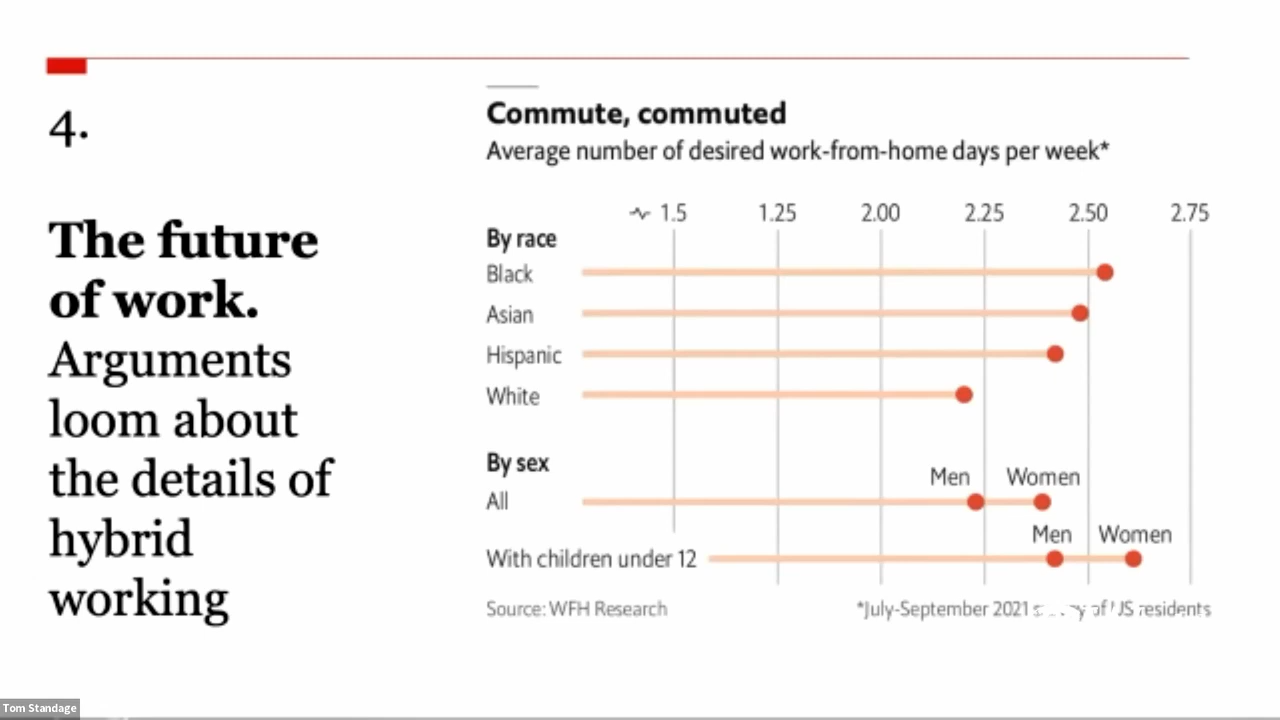 4.
The future
of work.
Arguments
loom about
the details of
hybrid
working
Commute, commuted
Average number of desired work-from-home days per week*
1.5 1.25 2.00 2.25 2.50 2.75
By race
Black
Asian
Hispanic
White
By sex
Men Women
All
Men Women
With children under 12
Source: WFH Research
*July-September 2021 of US residents
Tom Standage